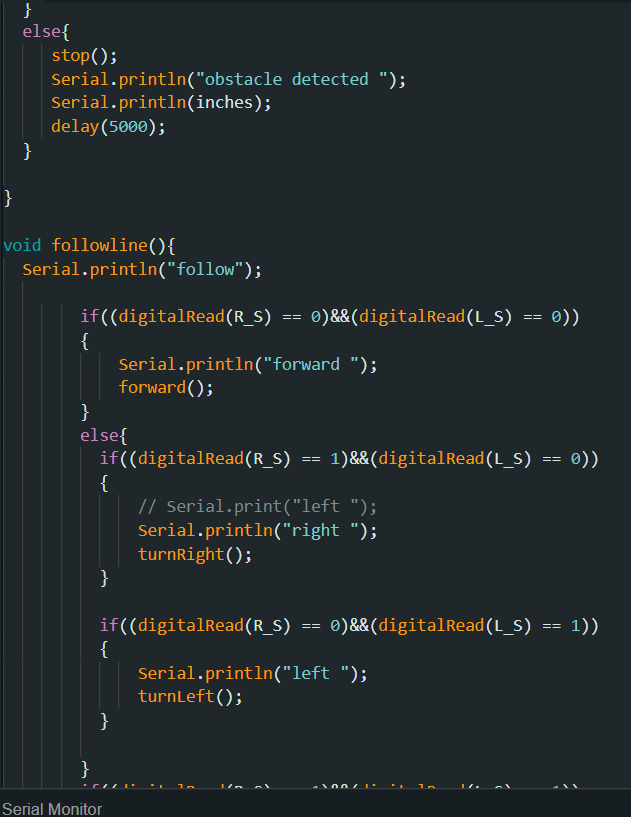 }
else{
stop();
Serial.println("obstacle detected ");
Serial.println(inches);
delay(5000);
}
}
void followline(){
Serial.println("follow");
if((digitalRead(R_S) == 0)&&(digitalRead(L_S) == 0))
{
Serial.println("forward ");
forward();
}
else{
if((digitalRead(R_S) == 1)&&(digitalRead(L_S) == 0))
{
// Serial.print("left ");
Serial.println("right ");
turnRight();
}
if((digitalRead(R_S) == 0)&&(digitalRead(L_S) == 1))
{
Serial.println("left ");
turnLeft();
}
}
Serial Monitor